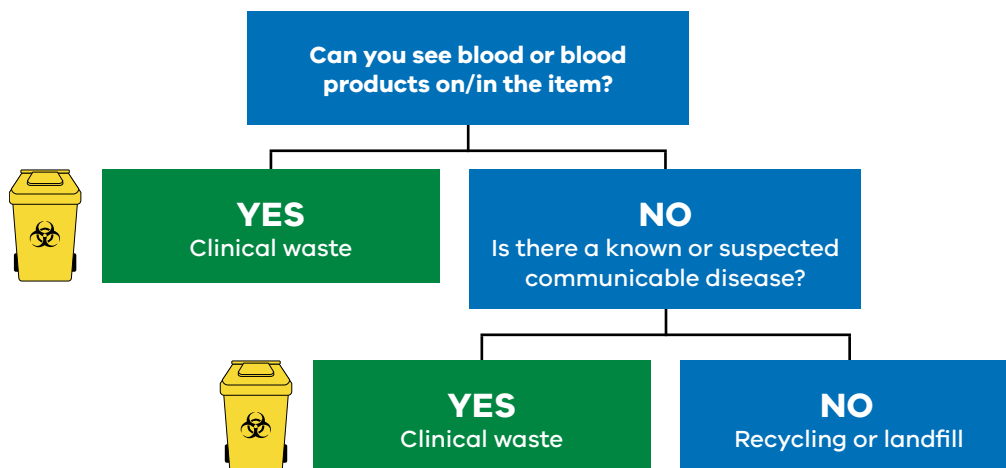 Can you see blood or blood
products on/in the item?
YES
Clinical waste
NO
Is there a known or suspected
communicable disease?
YES
Clinical waste
NO
Recycling or landfill